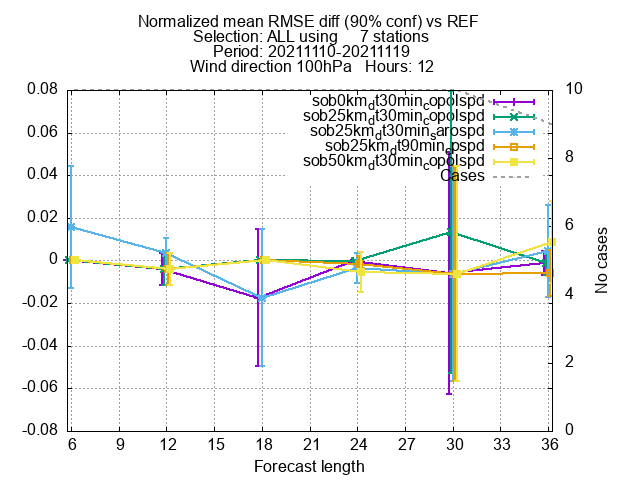 Normalized mean RMSE diff (90% conf) vs REF
Selection: ALL using 7 stations
Period: 20211110-20211119
Wind direction 100hPa Hours: 12
sob0km_dt30min_copolspd
sob25km_dt30min_copolspd
sob25km_dt30min_sarospd
sob25km_dt90min_cpspd
sob50km_dt30min_copolspd
Cases
0.08
0.06
0.04
0.02
0
-0.02
-0.04
-0.06
-0.08
10
8
6
4
2
0
No cases
6 9 12 15 18 21 24 27 30 33 36
Forecast length